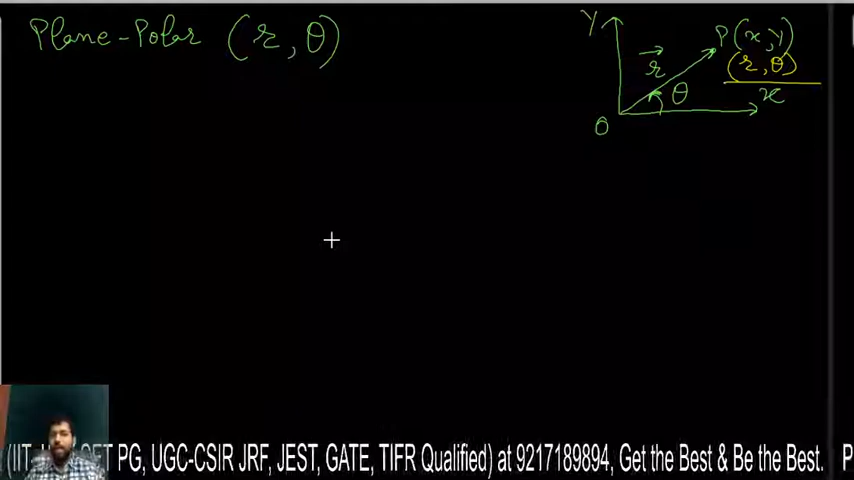 Plane-Polar (r, θ)
Y
P(x, y)
r
(r, θ)
θ
x
O
PG, UGC-CSIR JRF, JEST, GATE, TIFR Qualified) at 9217189894, Get the Best & Be the Best. P